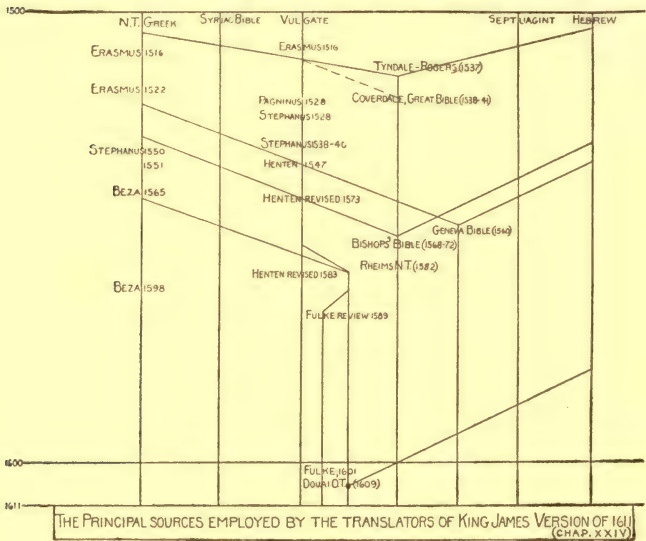 1500
N.T. GREEK
SYRIAC BIBLE
VULGATE
SEPTUAGINT
HEBREW
ERASMUS 1516
ERASMUS 1516
TYNDALE-ROGERS (1537)
ERASMUS 1522
PAGNINUS 1528
COVERDALE, GREAT BIBLE (1538-41)
STEPHANUS 1528
STEPHANUS 1538-40
STEPHANUS 1550
1551
HENTEN 1547
BEZA 1565
HENTEN REVISED 1573
GENEVA BIBLE (1560)
BISHOPS' BIBLE (1568-72)
HENTEN REVISED 1583
RHEIMS N.T. (1582)
BEZA 1598
FULKE REVIEW 1589
1600
FULKE, 1601
DOUAI O.T. (1609)
1611
THE PRINCIPAL SOURCES EMPLOYED BY THE TRANSLATORS OF KING JAMES VERSION OF 1611
(CHAP. XXIV)